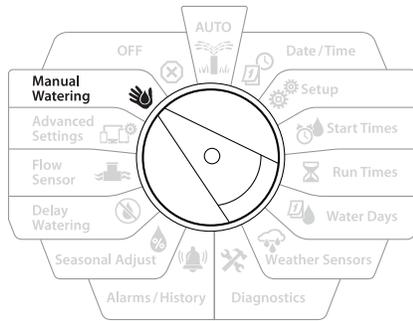 AUTO
Date/Time
Setup
Start Times
Run Times
Water Days
Weather Sensors
Diagnostics
Alarms/History
Seasonal Adjust
Delay
Watering
Flow
Sensor
Advanced
Settings
Manual
Watering
OFF